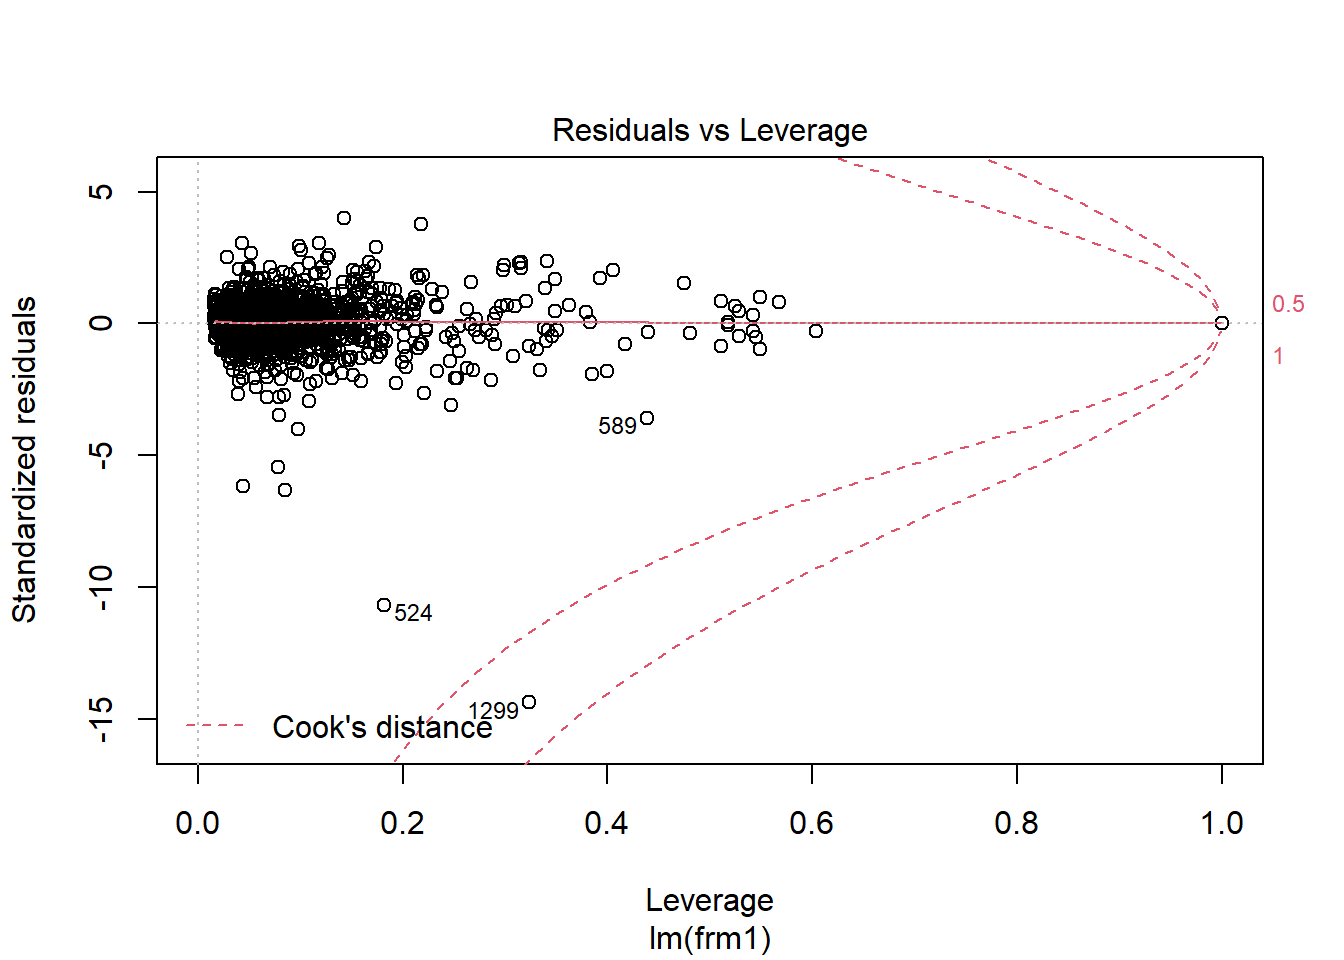 Residuals vs Leverage
Standardized residuals
5
0
-5
-10
-15
0.5
1
589
524
1299
Cook's distance
0.0 0.2 0.4 0.6 0.8 1.0
Leverage
lm(frm1)